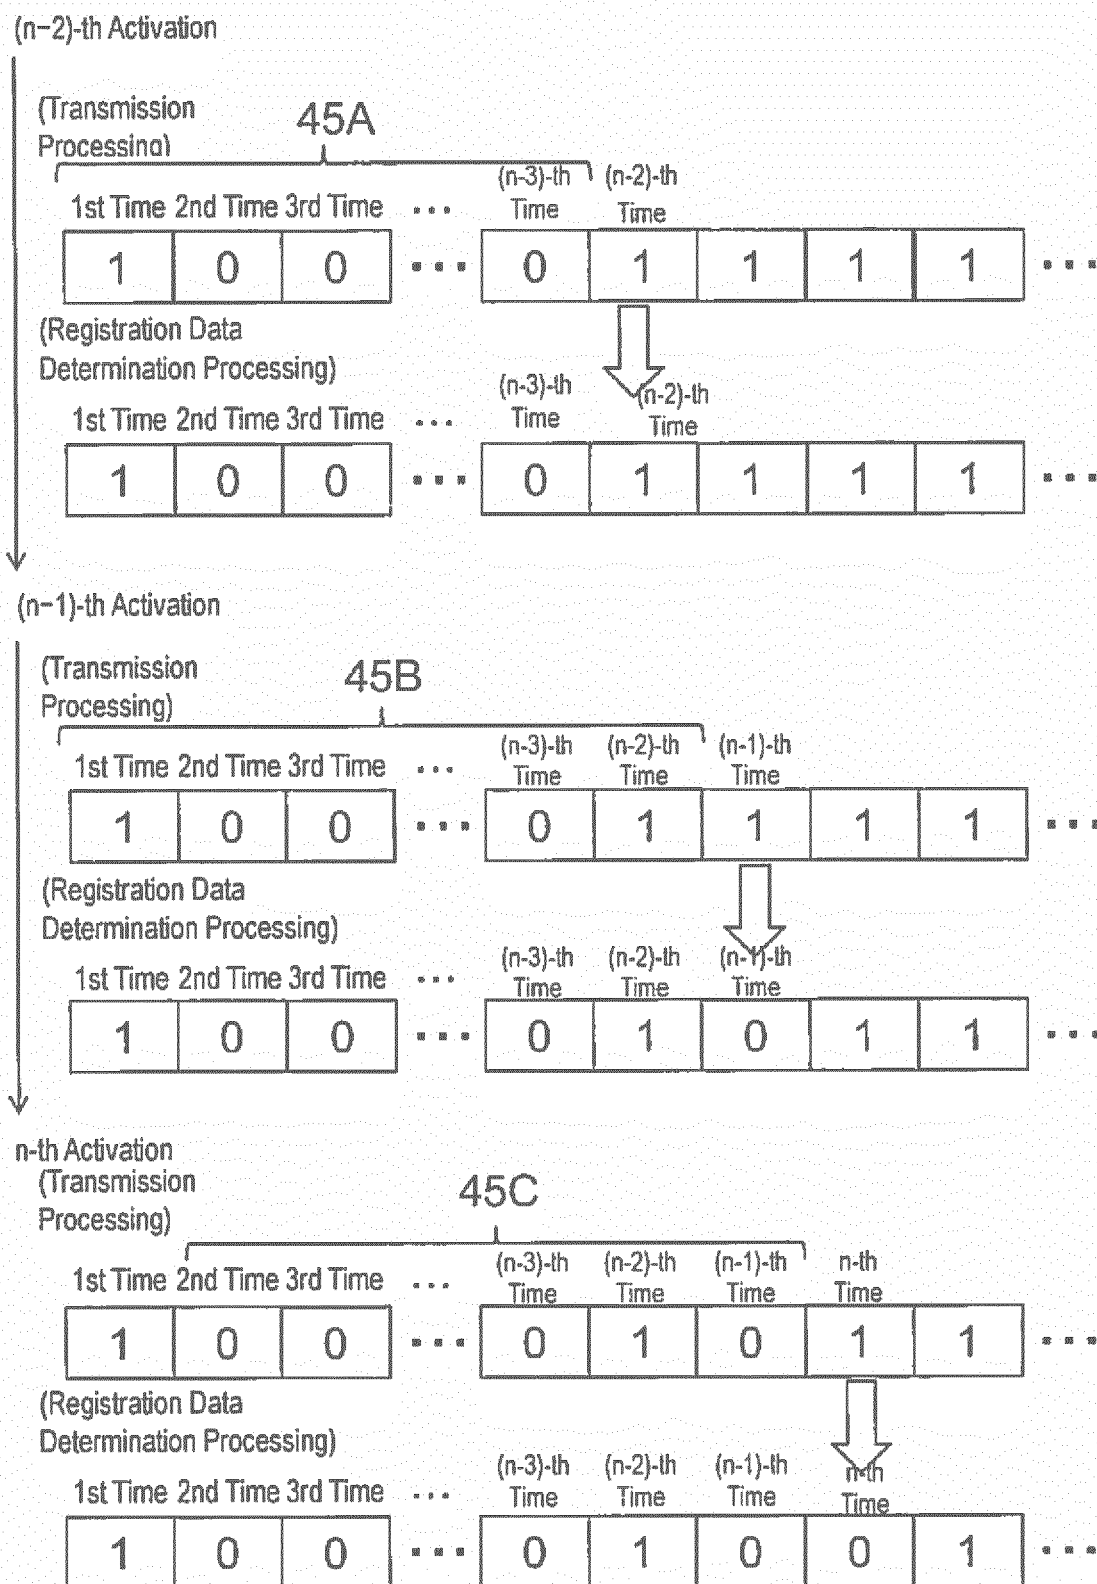 (n−2)-th Activation
(Transmission
Processing)
45A
(n-3)-th (n-2)-th
1st Time 2nd Time 3rd Time ... Time Time
1 0 0 ... 0 1 1 1 1 ...
(Registration Data
Determination Processing)
(n-3)-th (n-2)-th
1st Time 2nd Time 3rd Time ... Time Time
1 0 0 ... 0 1 1 1 1 ...
(n−1)-th Activation
(Transmission
Processing)
45B
(n-3)-th (n-2)-th (n-1)-th
1st Time 2nd Time 3rd Time ... Time Time Time
1 0 0 ... 0 1 1 1 1 ...
(Registration Data
Determination Processing)
(n-3)-th (n-2)-th (n-1)-th
1st Time 2nd Time 3rd Time ... Time Time Time
1 0 0 ... 0 1 0 1 1 ...
n-th Activation
(Transmission
Processing)
45C
(n-3)-th (n-2)-th (n-1)-th n-th
1st Time 2nd Time 3rd Time ... Time Time Time Time
1 0 0 ... 0 1 0 1 1 ...
(Registration Data
Determination Processing)
(n-3)-th (n-2)-th (n-1)-th n-th
1st Time 2nd Time 3rd Time ... Time Time Time Time
1 0 0 ... 0 1 0 0 1 ...